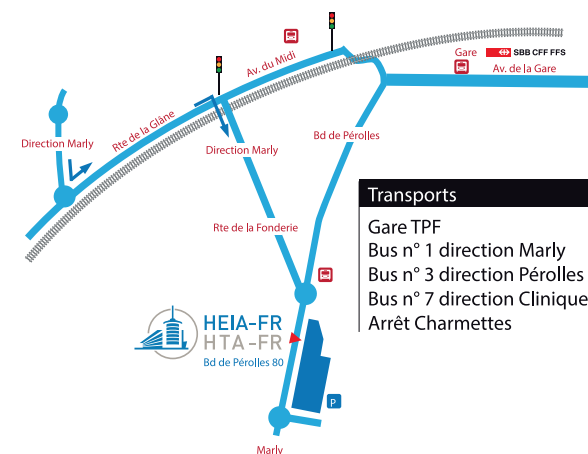 Gare SBB CFF FFS
Av. de la Gare
Av. du Midi
Rte de la Glâne
Direction Marly
Direction Marly
Bd de Pérolles
Rte de la Fonderie
Transports
Gare TPF
Bus n° 1 direction Marly
Bus n° 3 direction Pérolles
Bus n° 7 direction Clinique
Arrêt Charmettes
HEIA-FR
HTA-FR
Bd de Pérolles 80
P
Marly